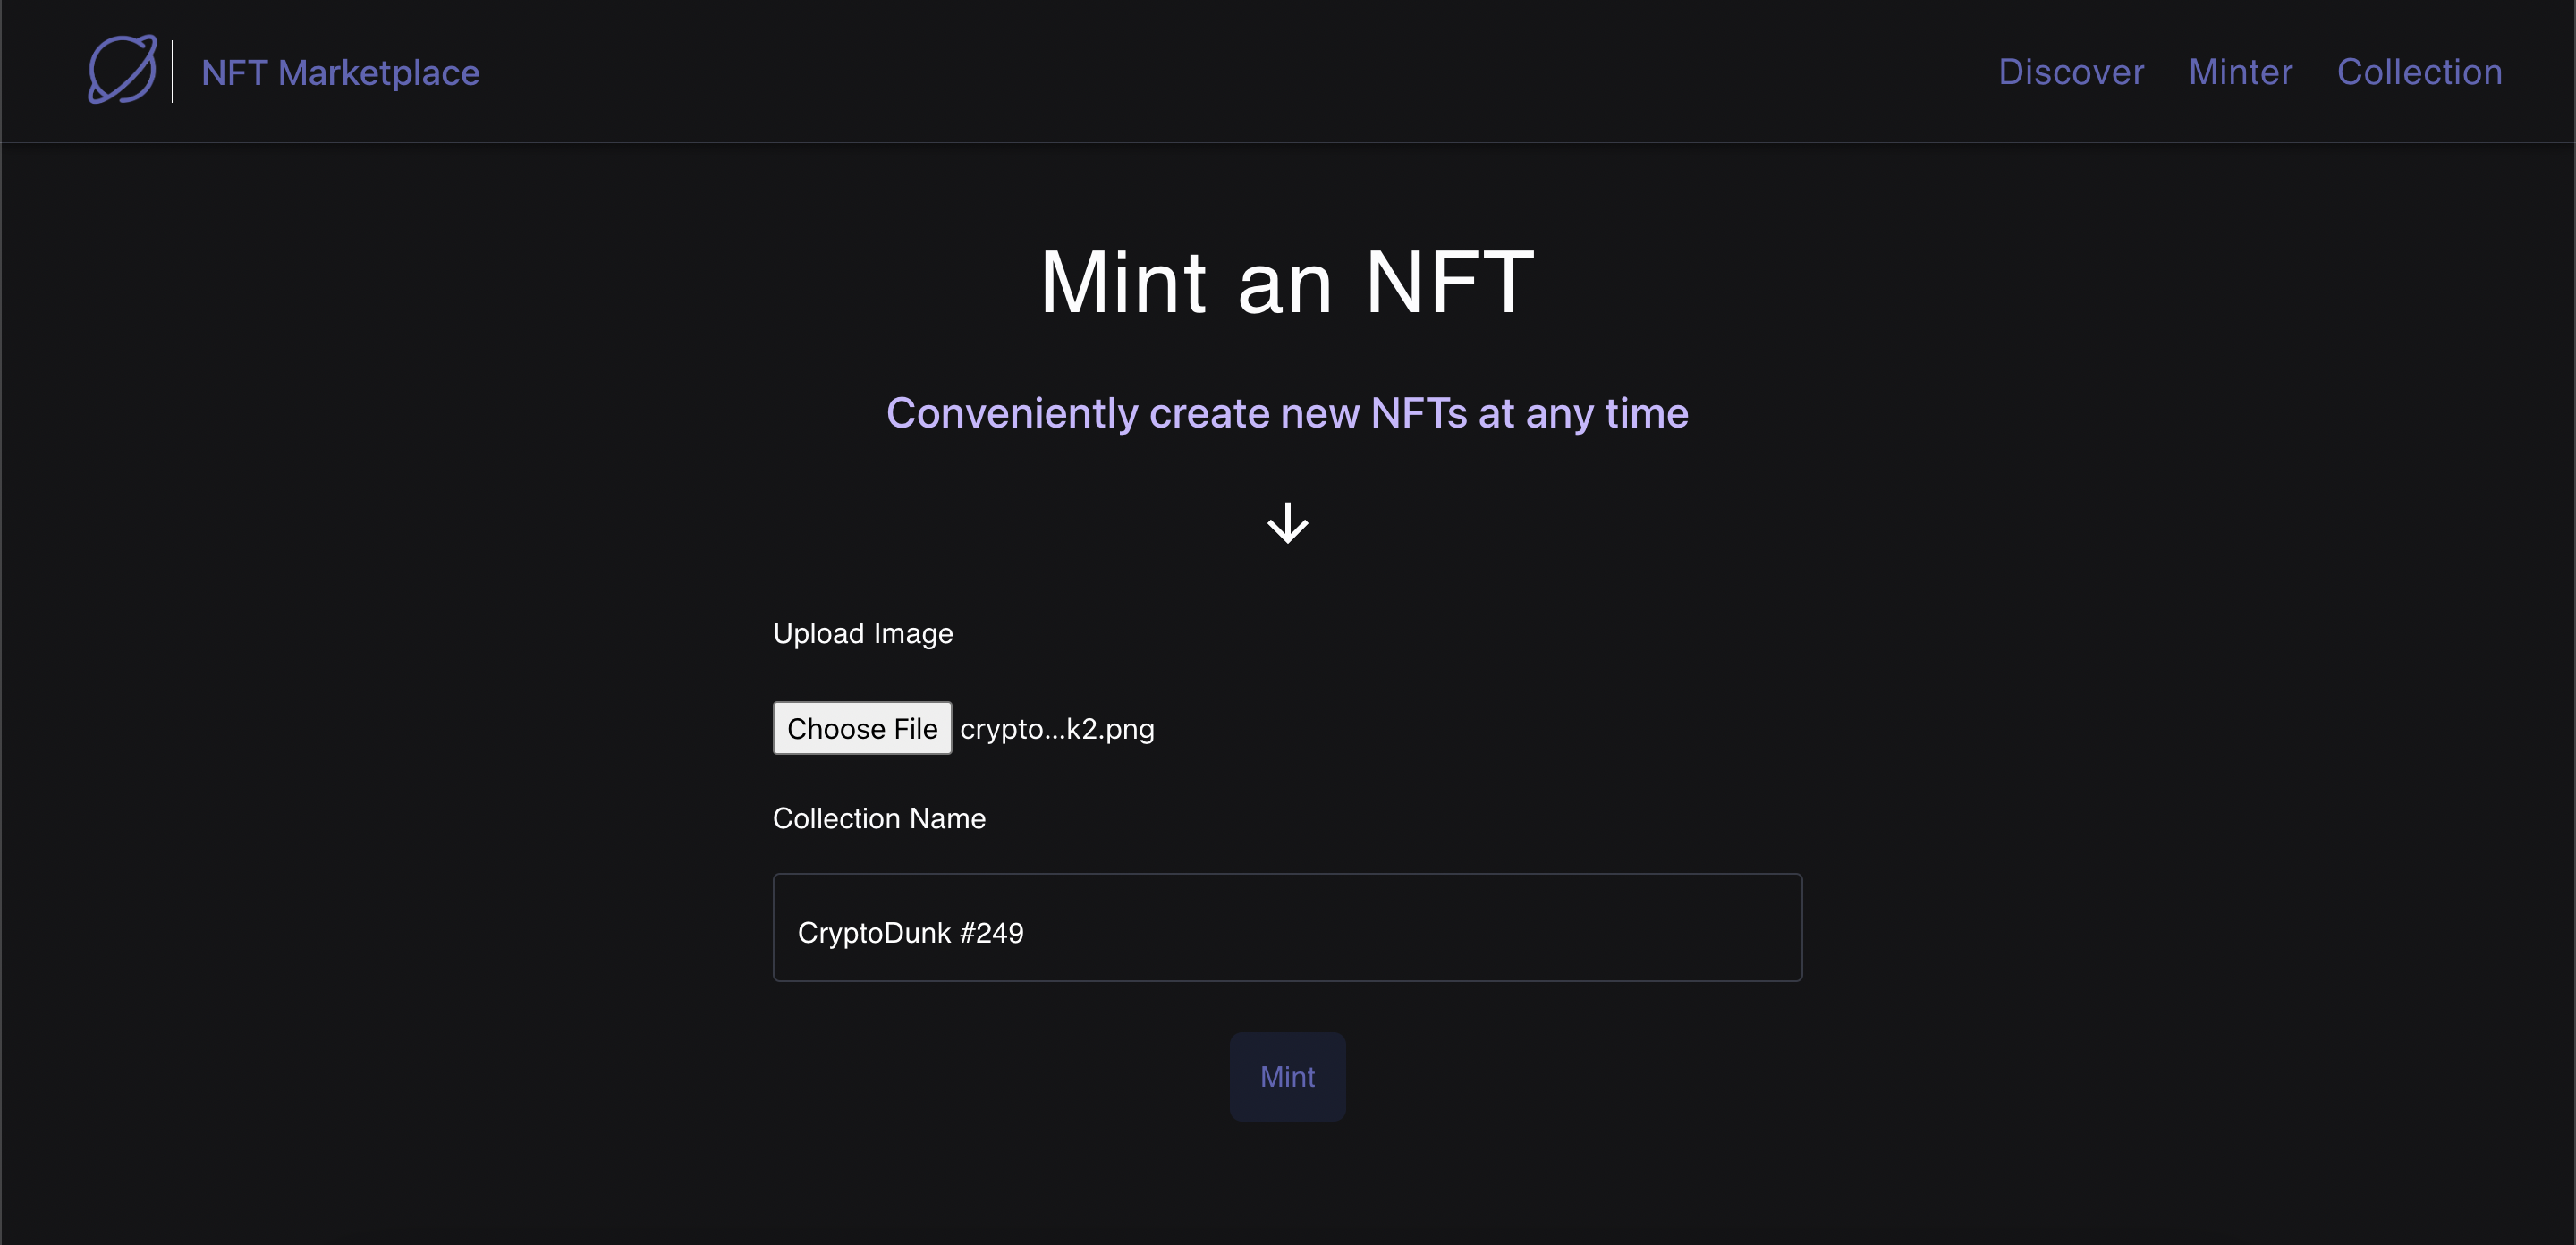 NFT Marketplace
Discover Minter Collection
Mint an NFT
Conveniently create new NFTs at any time
Upload Image
Choose File crypto...k2.png
Collection Name
CryptoDunk #249
Mint